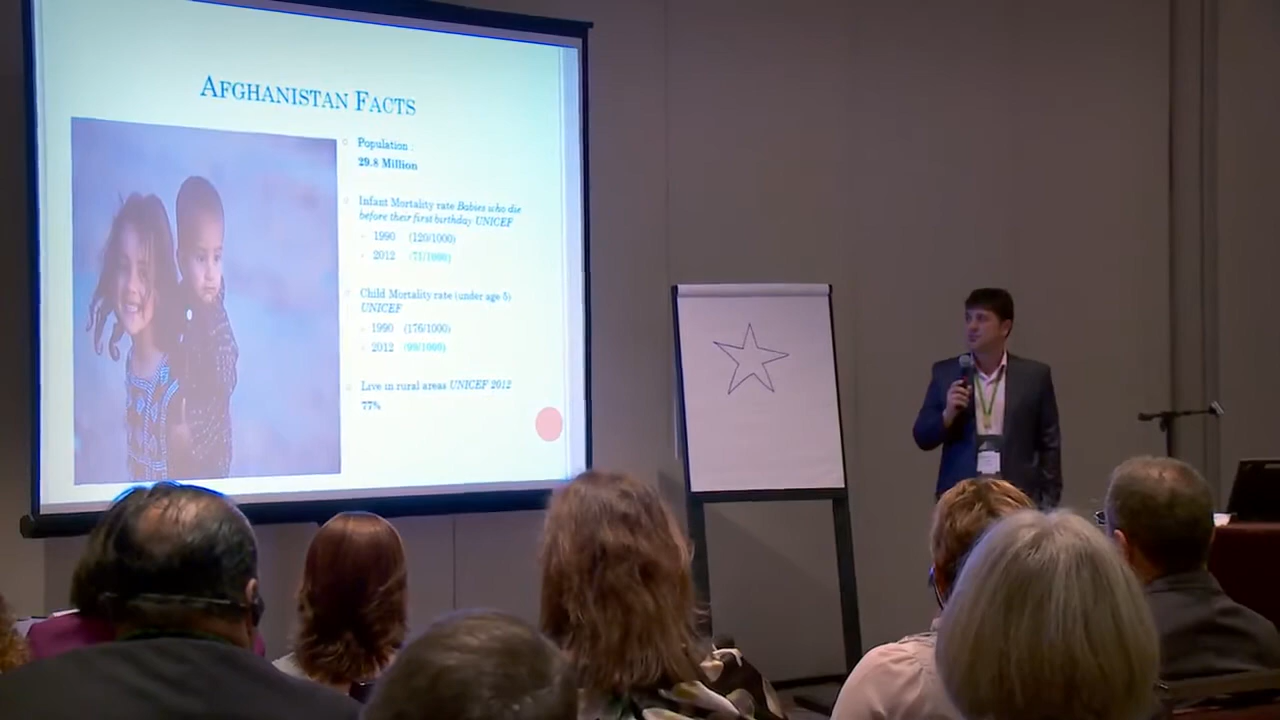 AFGHANISTAN FACTS
Population :
29.8 Million
Infant Mortality rate Babies who die
before their first birthday UNICEF
1990 (120/1000)
2012 (71/1000)
Child Mortality rate (under age 5)
UNICEF
1990 (176/1000)
2012 (99/1000)
Live in rural areas UNICEF 2012
77%